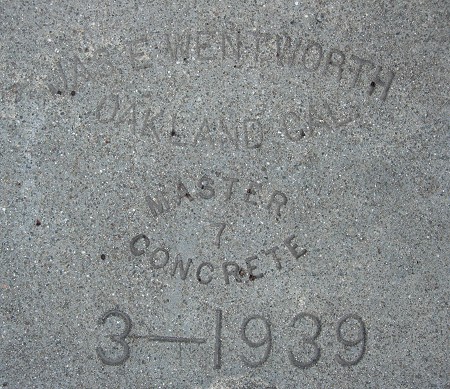 JAS. E. WENTWORTH
OAKLAND CAL.
MASTER
7
CONCRETE
3—1939